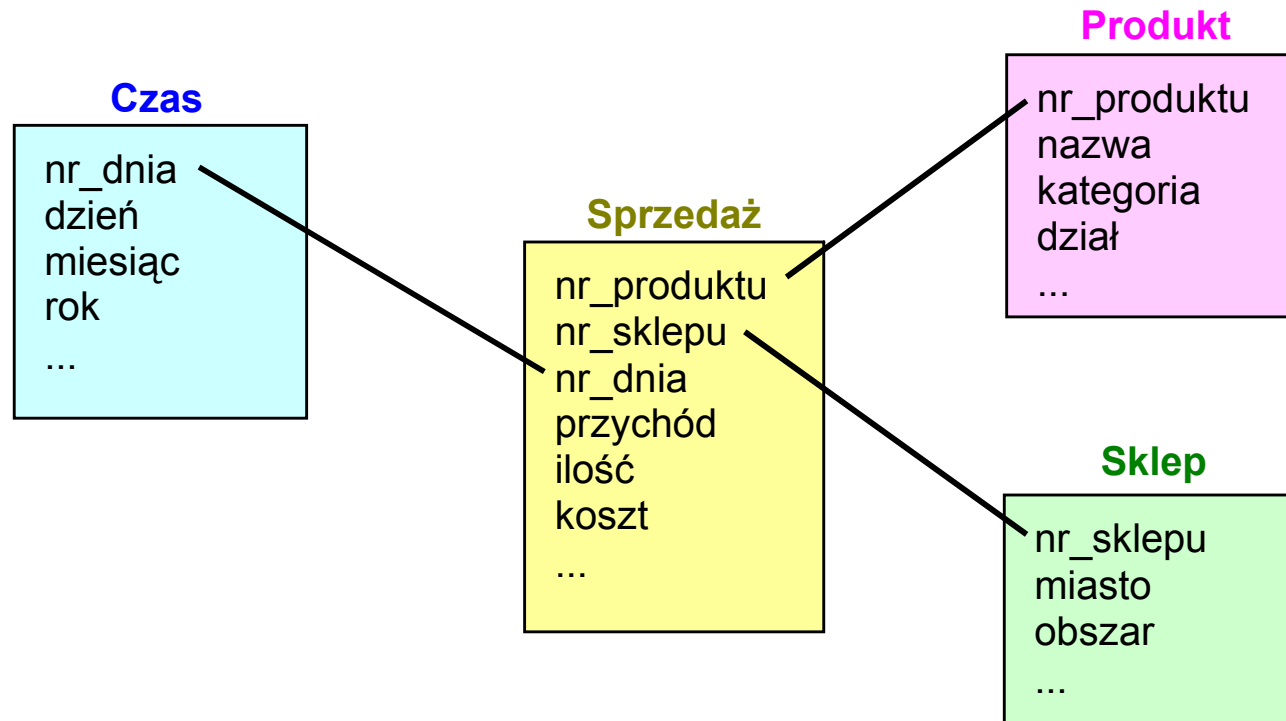 Czas
nr_dnia
dzień
miesiąc
rok
...
Sprzedaż
nr_produktu
nr_sklepu
nr_dnia
przychód
ilość
koszt
...
Produkt
nr_produktu
nazwa
kategoria
dział
...
Sklep
nr_sklepu
miasto
obszar
...